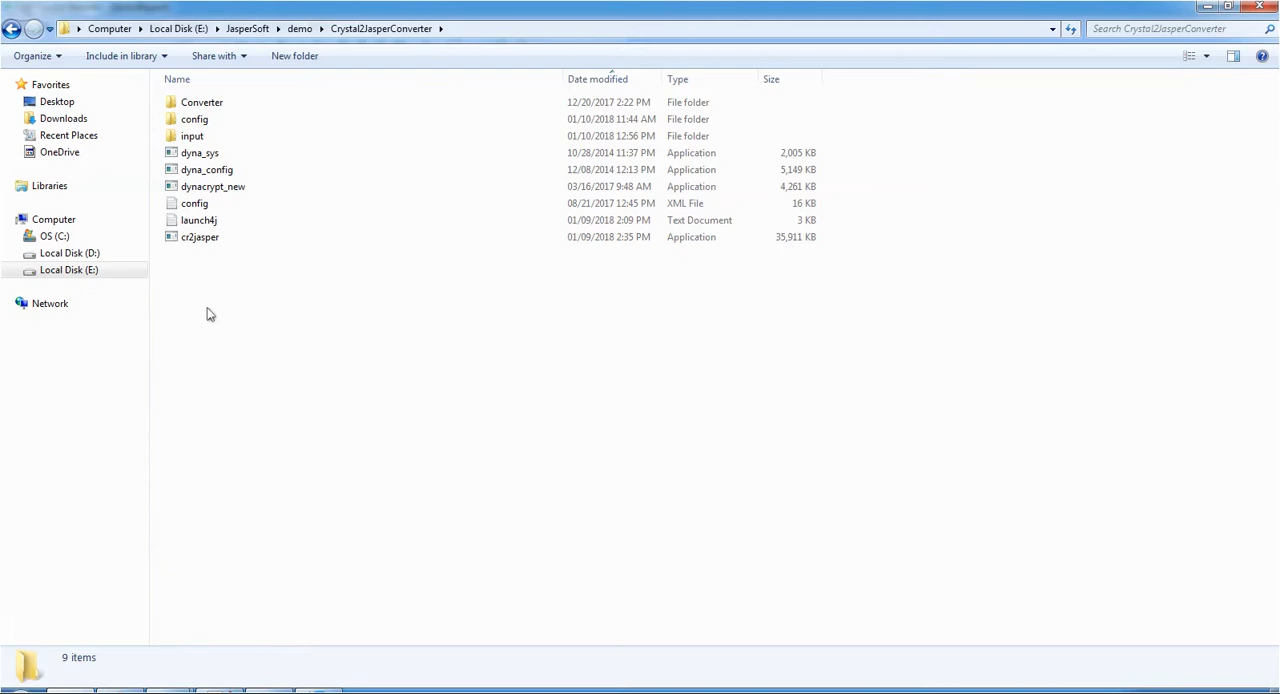 Computer Local Disk (E:) JasperSoft demo Crystal2JasperConverter Search Crystal2JasperConverter
Organize Include in library Share with New folder
Favorites
Desktop
Downloads
Recent Places
OneDrive
Libraries
Computer
OS (C:)
Local Disk (D:)
Local Disk (E:)
Network
Name Date modified Type Size
Converter 12/20/2017 2:22 PM File folder
config 01/10/2018 11:44 AM File folder
input 01/10/2018 12:56 PM File folder
dyna_sys 10/28/2014 11:37 PM Application 2,005 KB
dyna_config 12/08/2014 12:13 PM Application 5,149 KB
dynacrypt_new 03/16/2017 9:48 AM Application 4,261 KB
config 08/21/2017 12:45 PM XML File 16 KB
launch4j 01/09/2018 2:09 PM Text Document 3 KB
cr2jasper 01/09/2018 2:35 PM Application 35,911 KB
9 items